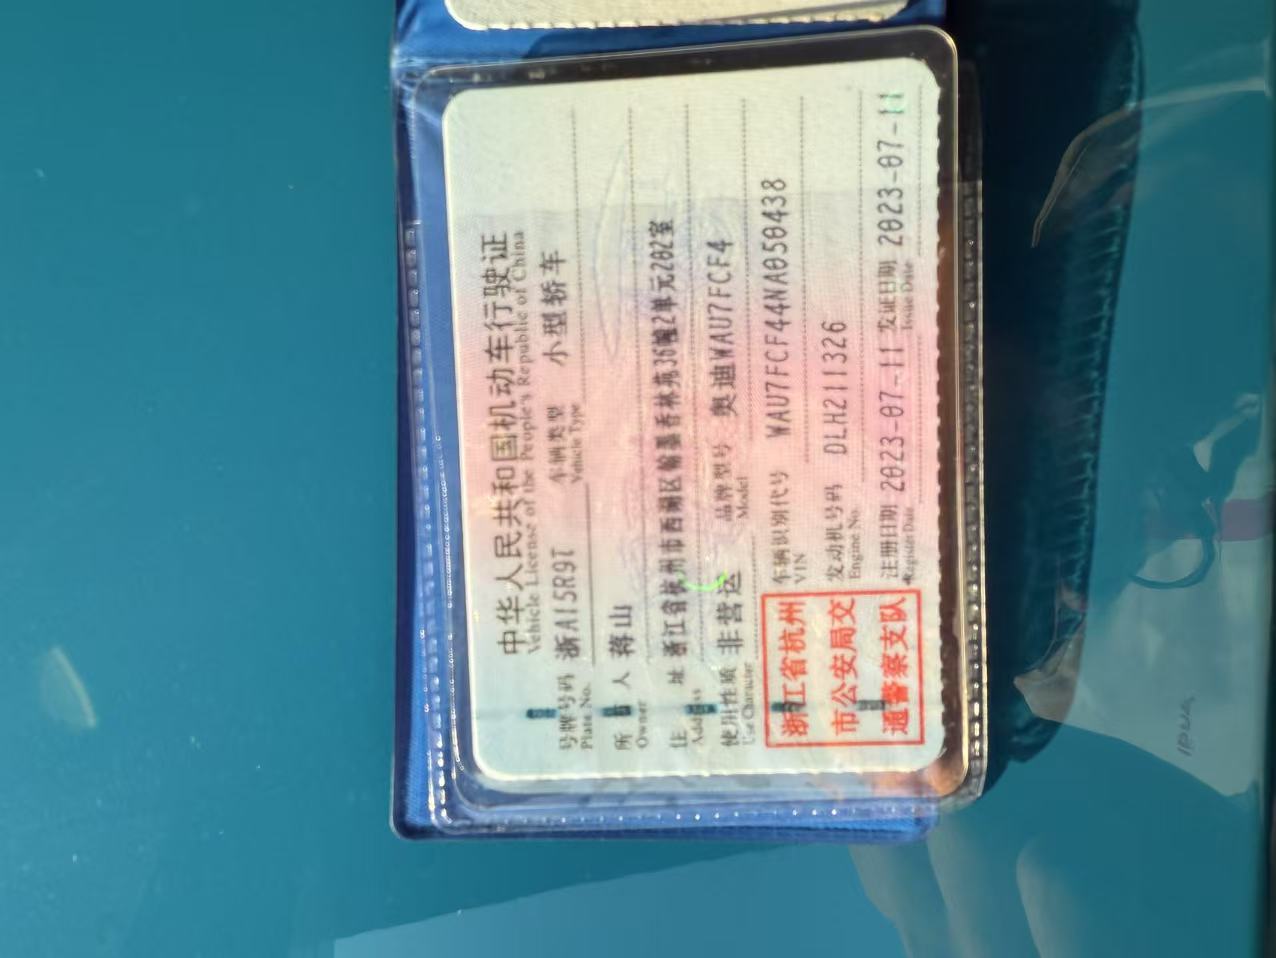 中华人民共和国机动车行驶证
Vehicle License of the People's Republic of China
号牌号码 浙A15R9T 车辆类型 小型轿车
Plate No. Vehicle Type
所 有 人 蒋山
Owner
住 址 浙江省杭州市西湖区翰墨香林苑36幢2单元202室
Address
使用性质 非营运 品牌型号 奥迪WAU7FCF4
Use Character Model
浙江省杭州
市公安局交
通警察支队
车辆识别代号 WAU7FCF44NA050438
VIN
发动机号码 DLH211326
Engine No.
注册日期 2023-07-11 发证日期 2023-07-11
Register Date Issue Date